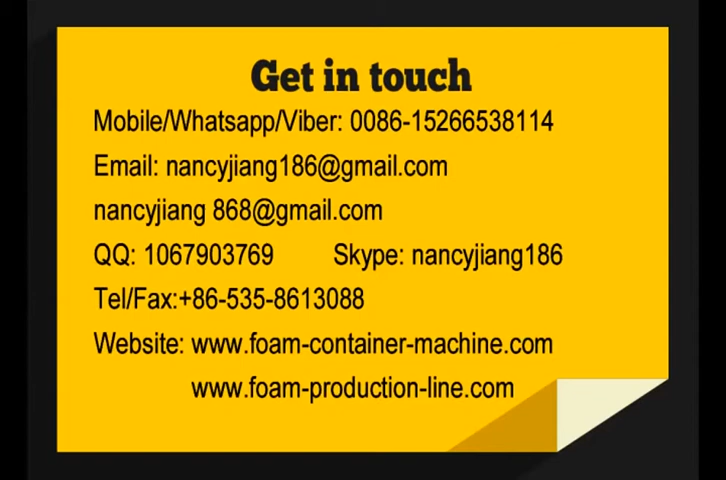 Get in touch
Mobile/Whatsapp/Viber: 0086-15266538114
Email: nancyjiang186@gmail.com
nancyjiang 868@gmail.com
QQ: 1067903769 Skype: nancyjiang186
Tel/Fax:+86-535-8613088
Website: www.foam-container-machine.com
www.foam-production-line.com